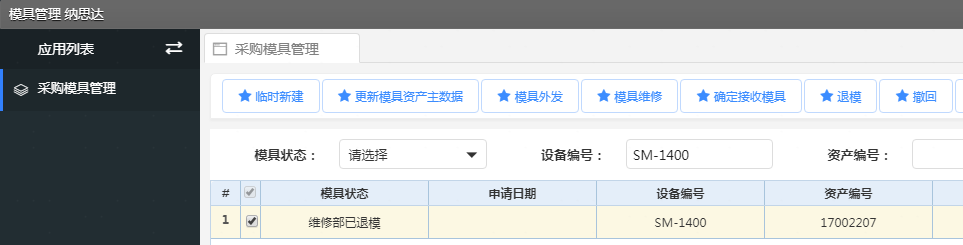 模具管理 纳思达
应用列表
采购模具管理
采购模具管理
临时新建 更新模具资产主数据 模具外发 模具维修 确定接收模具 退模 撤回
模具状态： 请选择 设备编号： SM-1400 资产编号：
# 模具状态 申请日期 设备编号 资产编号
1 维修部已退模 SM-1400 17002207